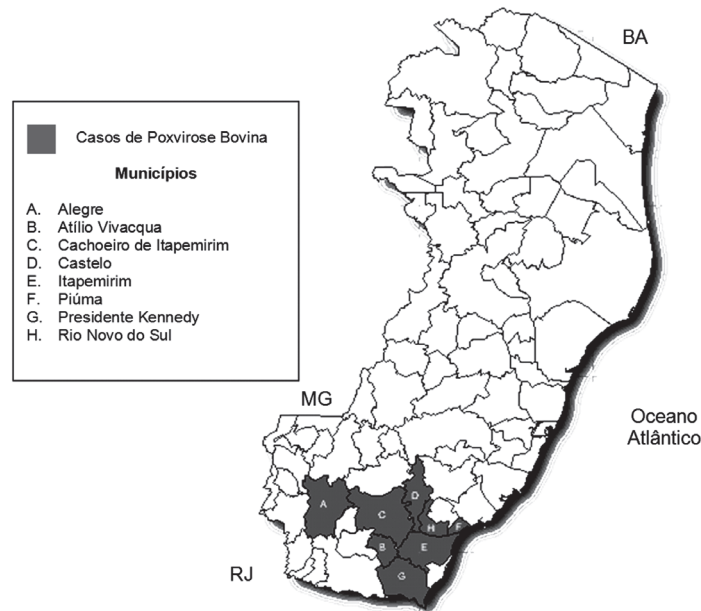 BA
Casos de Poxvirose Bovina
Municípios
A. Alegre
B. Atílio Vivacqua
C. Cachoeiro de Itapemirim
D. Castelo
E. Itapemirim
F. Piúma
G. Presidente Kennedy
H. Rio Novo do Sul
MG
Oceano
Atlântico
A
D
C
H
F
B
E
RJ
G